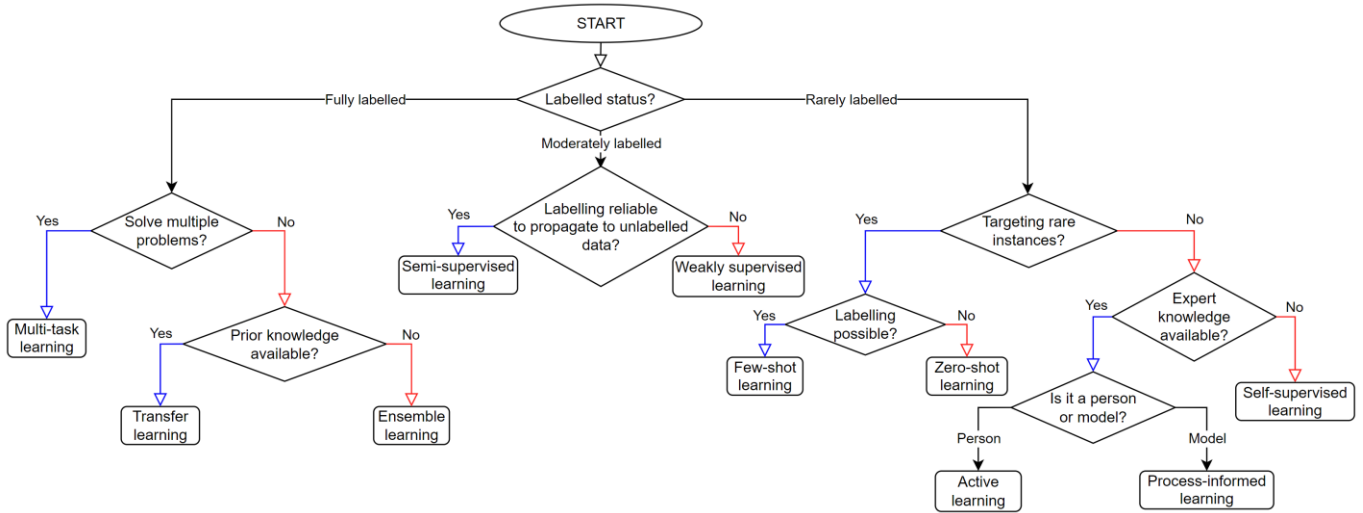 START
Labelled status?
Fully labelled
Rarely labelled
Moderately labelled
Yes
Solve multiple
problems?
No
Yes
Labelling reliable
to propagate to unlabelled
data?
No
Yes
Targeting rare
instances?
No
Semi-supervised
learning
Weakly supervised
learning
Multi-task
learning
Yes
Prior knowledge
available?
No
Yes
Labelling
possible?
No
Yes
Expert
knowledge
available?
No
Few-shot
learning
Zero-shot
learning
Transfer
learning
Ensemble
learning
Is it a person
or model?
Self-supervised
learning
Person
Model
Active
learning
Process-informed
learning